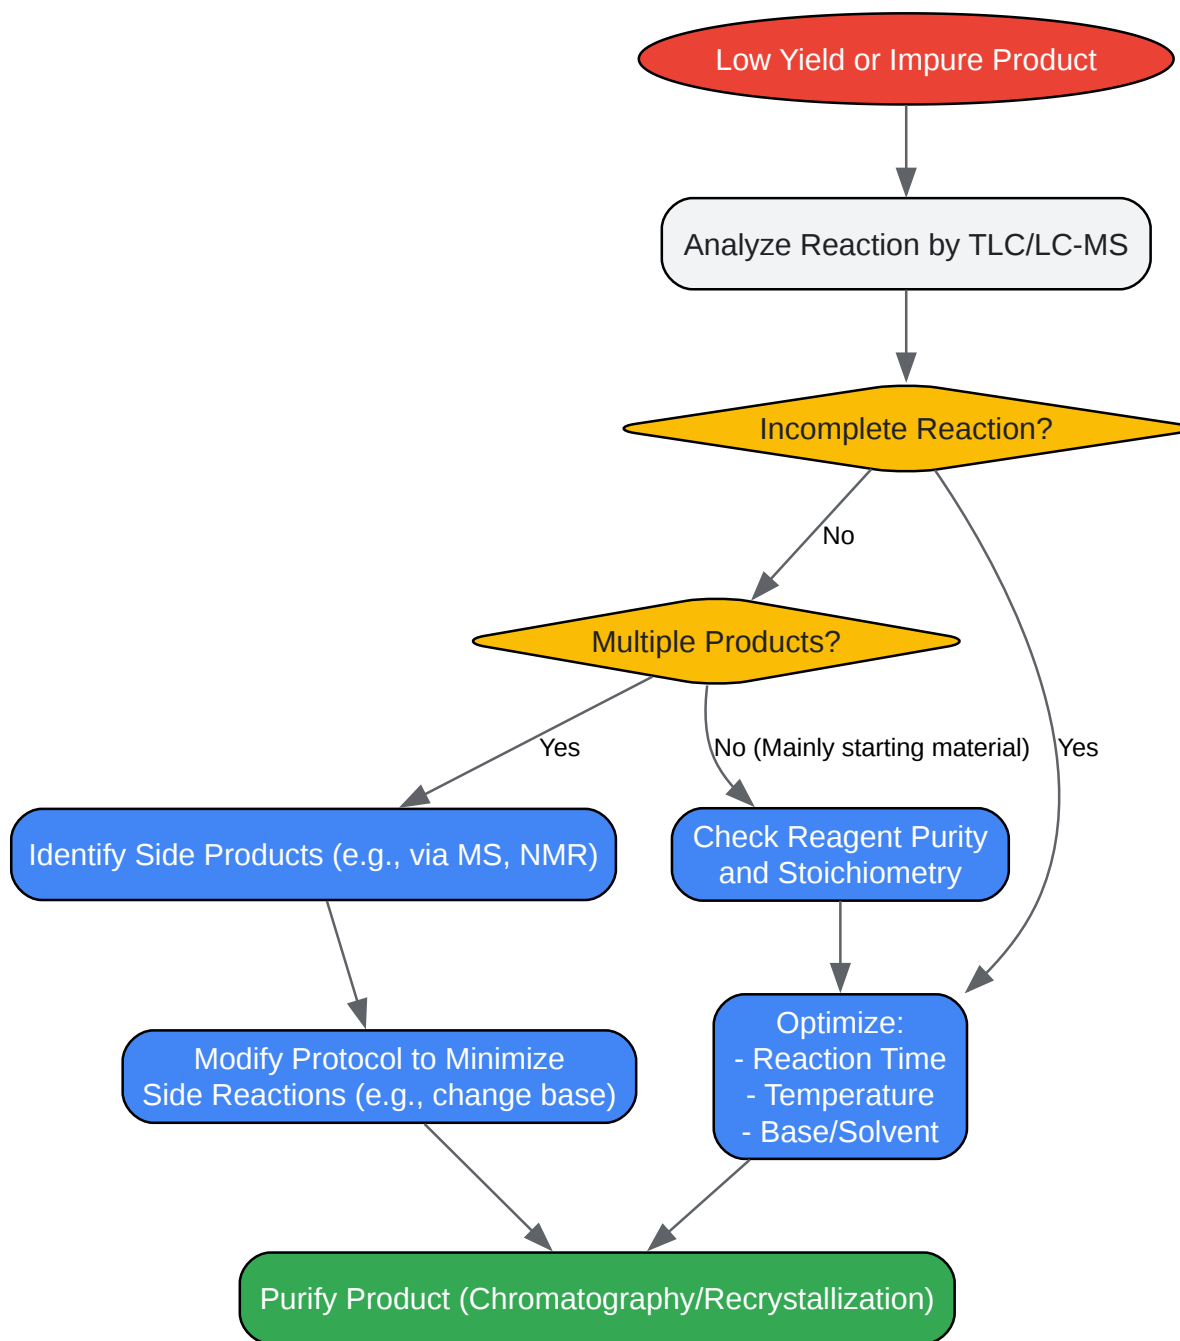 Low Yield or Impure Product
Analyze Reaction by TLC/LC-MS
Incomplete Reaction?
No
Multiple Products?
Yes
No (Mainly starting material)
Yes
Identify Side Products (e.g., via MS, NMR)
Check Reagent Purity
and Stoichiometry
Optimize:
- Reaction Time
- Temperature
- Base/Solvent
Modify Protocol to Minimize
Side Reactions (e.g., change base)
Purify Product (Chromatography/Recrystallization)